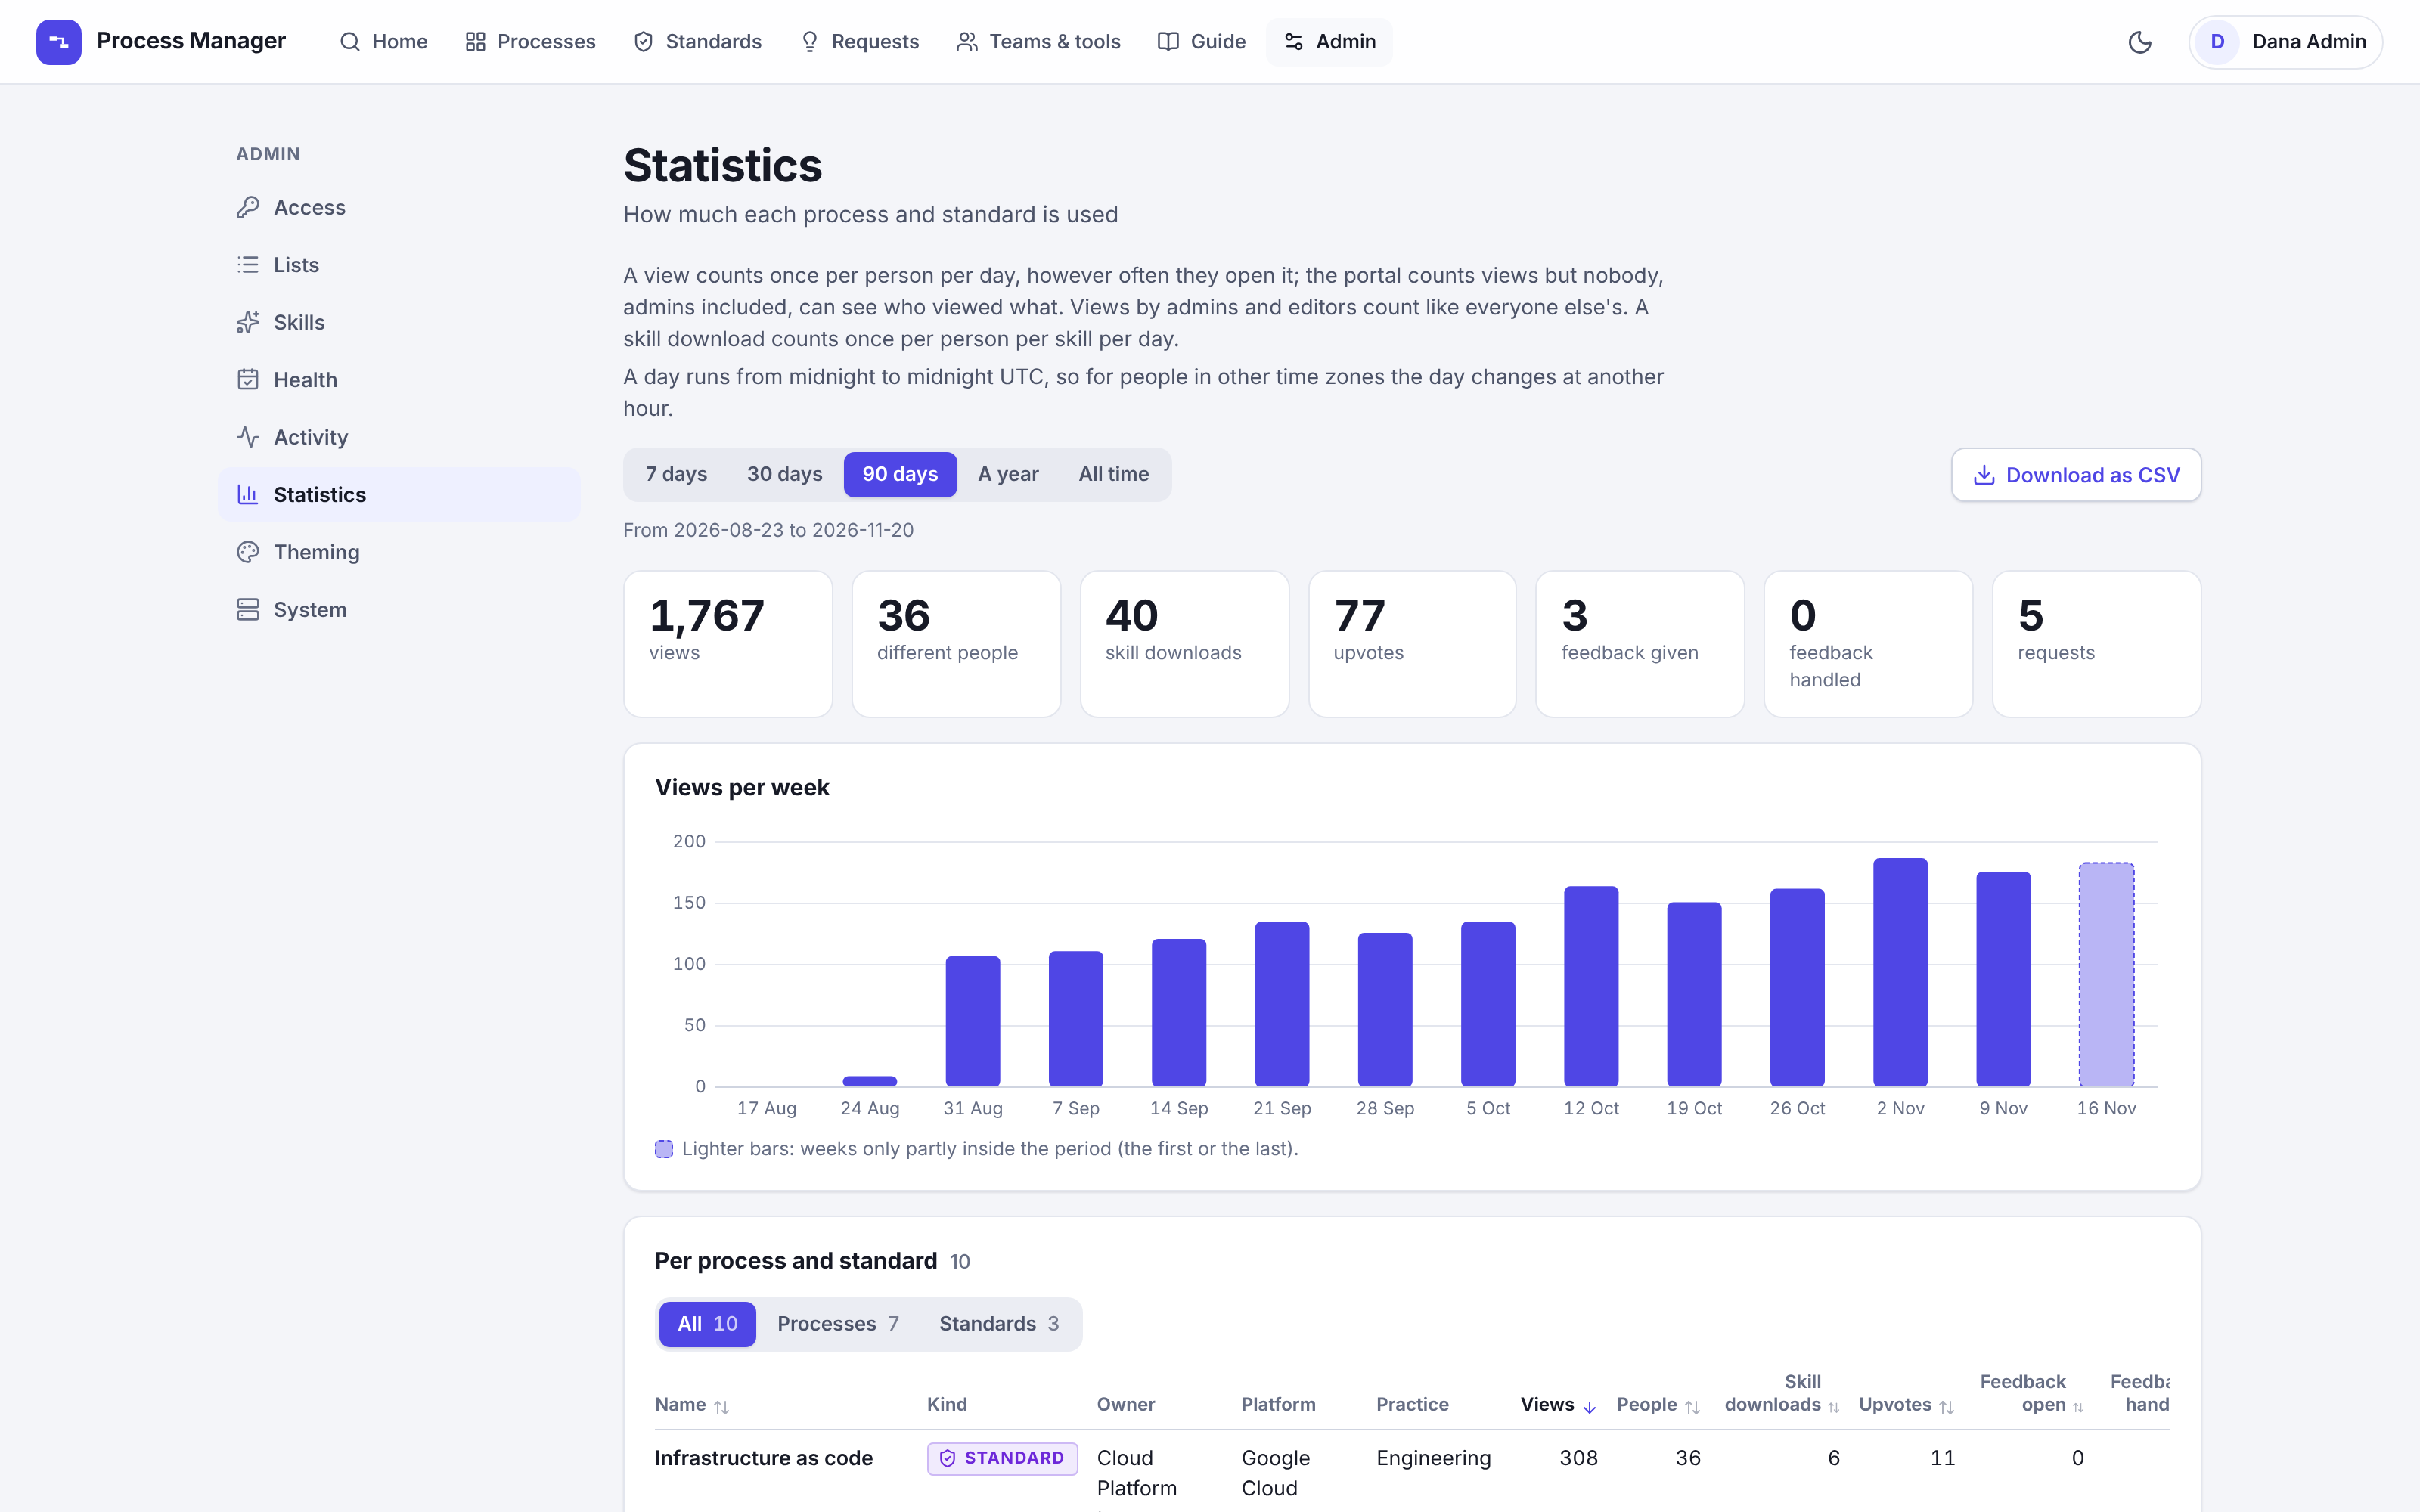 Process Manager
Home
Processes
Standards
Requests
Teams & tools
Guide
Admin
D
Dana Admin
ADMIN
Access
Lists
Skills
Health
Activity
Statistics
Theming
System
Statistics
How much each process and standard is used
A view counts once per person per day, however often they open it; the portal counts views but nobody,
admins included, can see who viewed what. Views by admins and editors count like everyone else's. A
skill download counts once per person per skill per day.
A day runs from midnight to midnight UTC, so for people in other time zones the day changes at another
hour.
7 days
30 days
90 days
A year
All time
Download as CSV
From 2026-08-23 to 2026-11-20
1,767
views
36
different people
40
skill downloads
77
upvotes
3
feedback given
0
feedback
handled
5
requests
Views per week
200
150
100
50
0
17 Aug
24 Aug
31 Aug
7 Sep
14 Sep
21 Sep
28 Sep
5 Oct
12 Oct
19 Oct
26 Oct
2 Nov
9 Nov
16 Nov
Lighter bars: weeks only partly inside the period (the first or the last).
Per process and standard 10
All 10
Processes 7
Standards 3
Name
Kind
Owner
Platform
Practice
Views
People
Skill
downloads
Upvotes
Feedback
open
Infrastructure as code
STANDARD
Cloud
Platform
Google
Cloud
Engineering
308
36
6
11
0